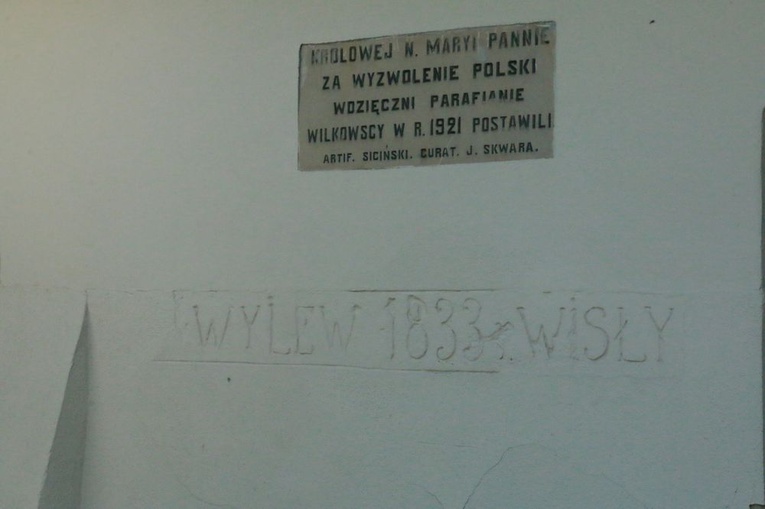 KRÓLOWEJ N. MARYI PANNIE
ZA WYZWOLENIE POLSKI
WDZIĘCZNI PARAFIANIE
WILKOWSCY W R. 1921 POSTAWILI
ARTIF. SICIŃSKI. CURAT. J. SKWARA.
WYLEW 1833 R. WISŁY